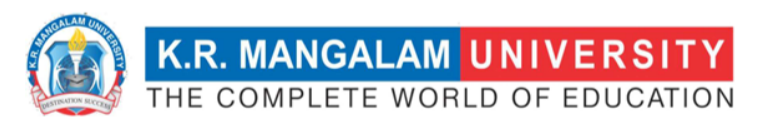 K.R. MANGALAM UNIVERSITY
DESTINATION SUCCESS
K.R. MANGALAM UNIVERSITY
THE COMPLETE WORLD OF EDUCATION